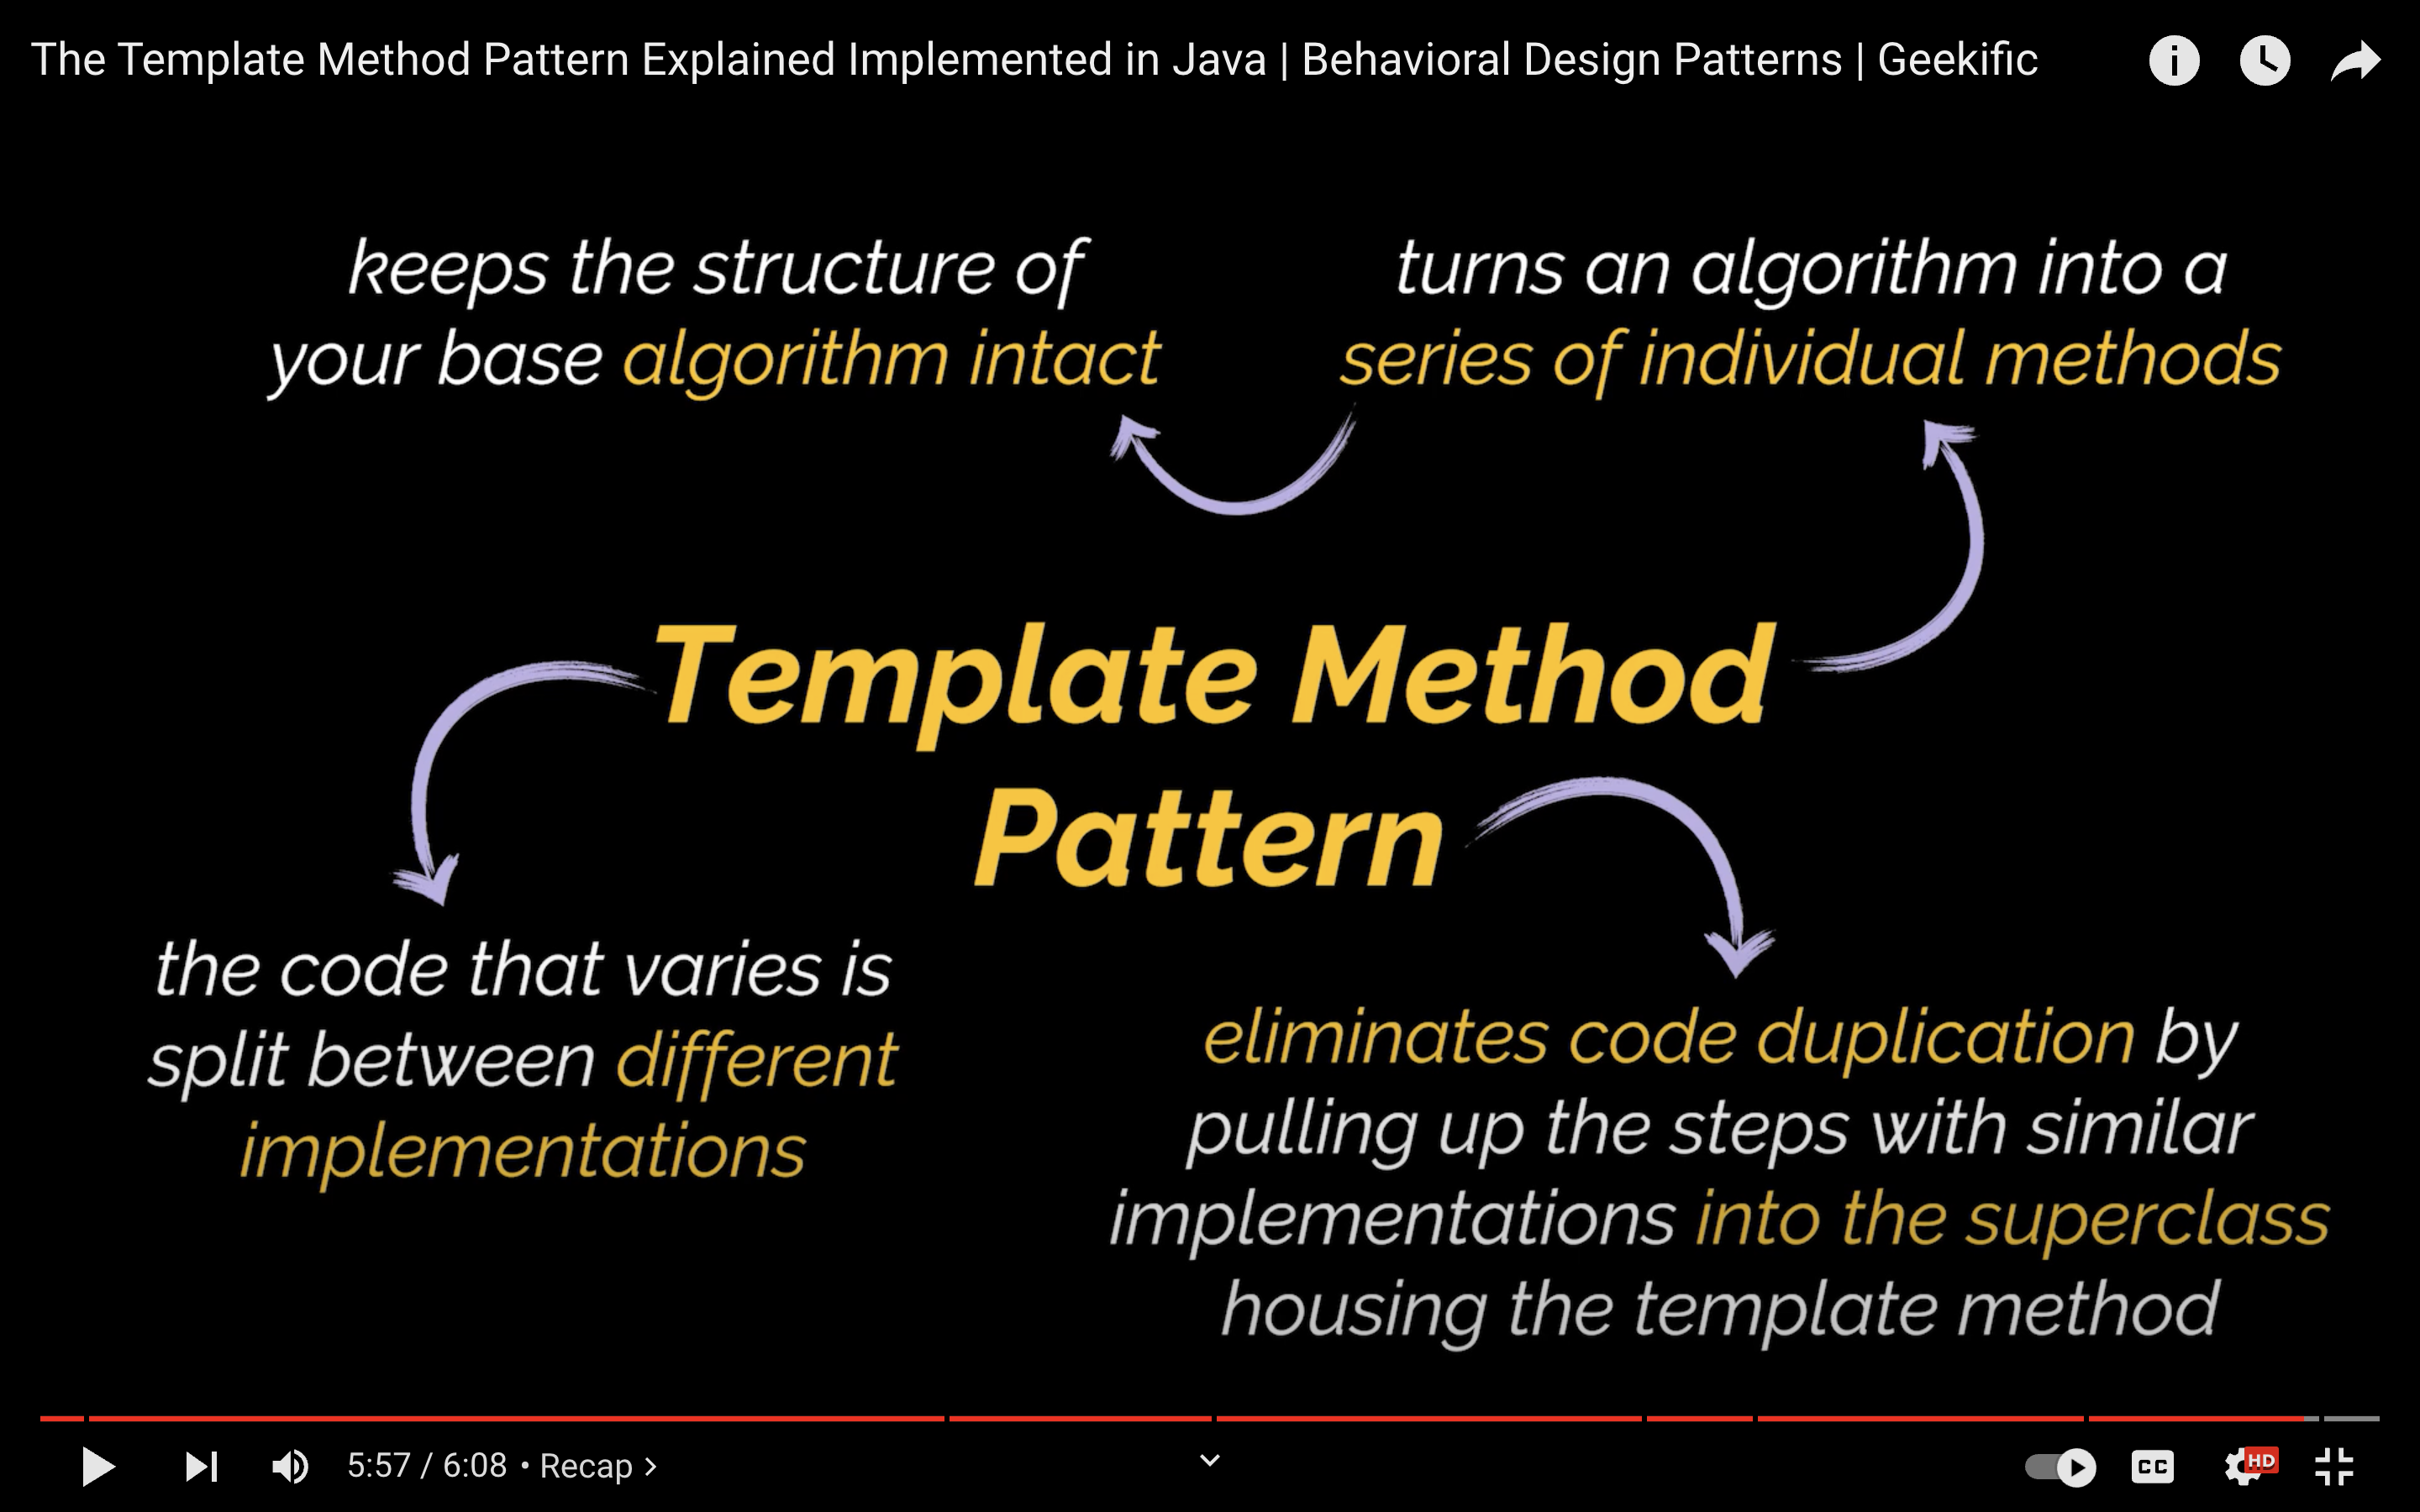 The Template Method Pattern Explained Implemented in Java | Behavioral Design Patterns | Geekific
keeps the structure of
your base algorithm intact
turns an algorithm into a
series of individual methods
Template Method
Pattern
the code that varies is
split between different
implementations
eliminates code duplication by
pulling up the steps with similar
implementations into the superclass
housing the template method
5:57 / 6:08 • Recap >
CC
HD